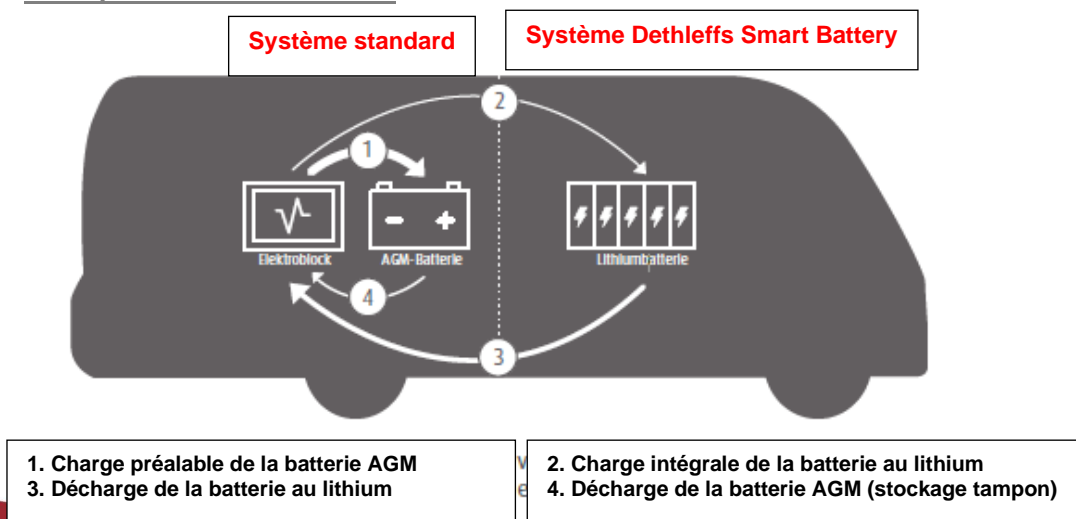 Système standard
Système Dethleffs Smart Battery
2
1
Elektroblock
AGM-Batterie
Lithiumbatterie
4
3
1. Charge préalable de la batterie AGM
3. Décharge de la batterie au lithium
2. Charge intégrale de la batterie au lithium
4. Décharge de la batterie AGM (stockage tampon)